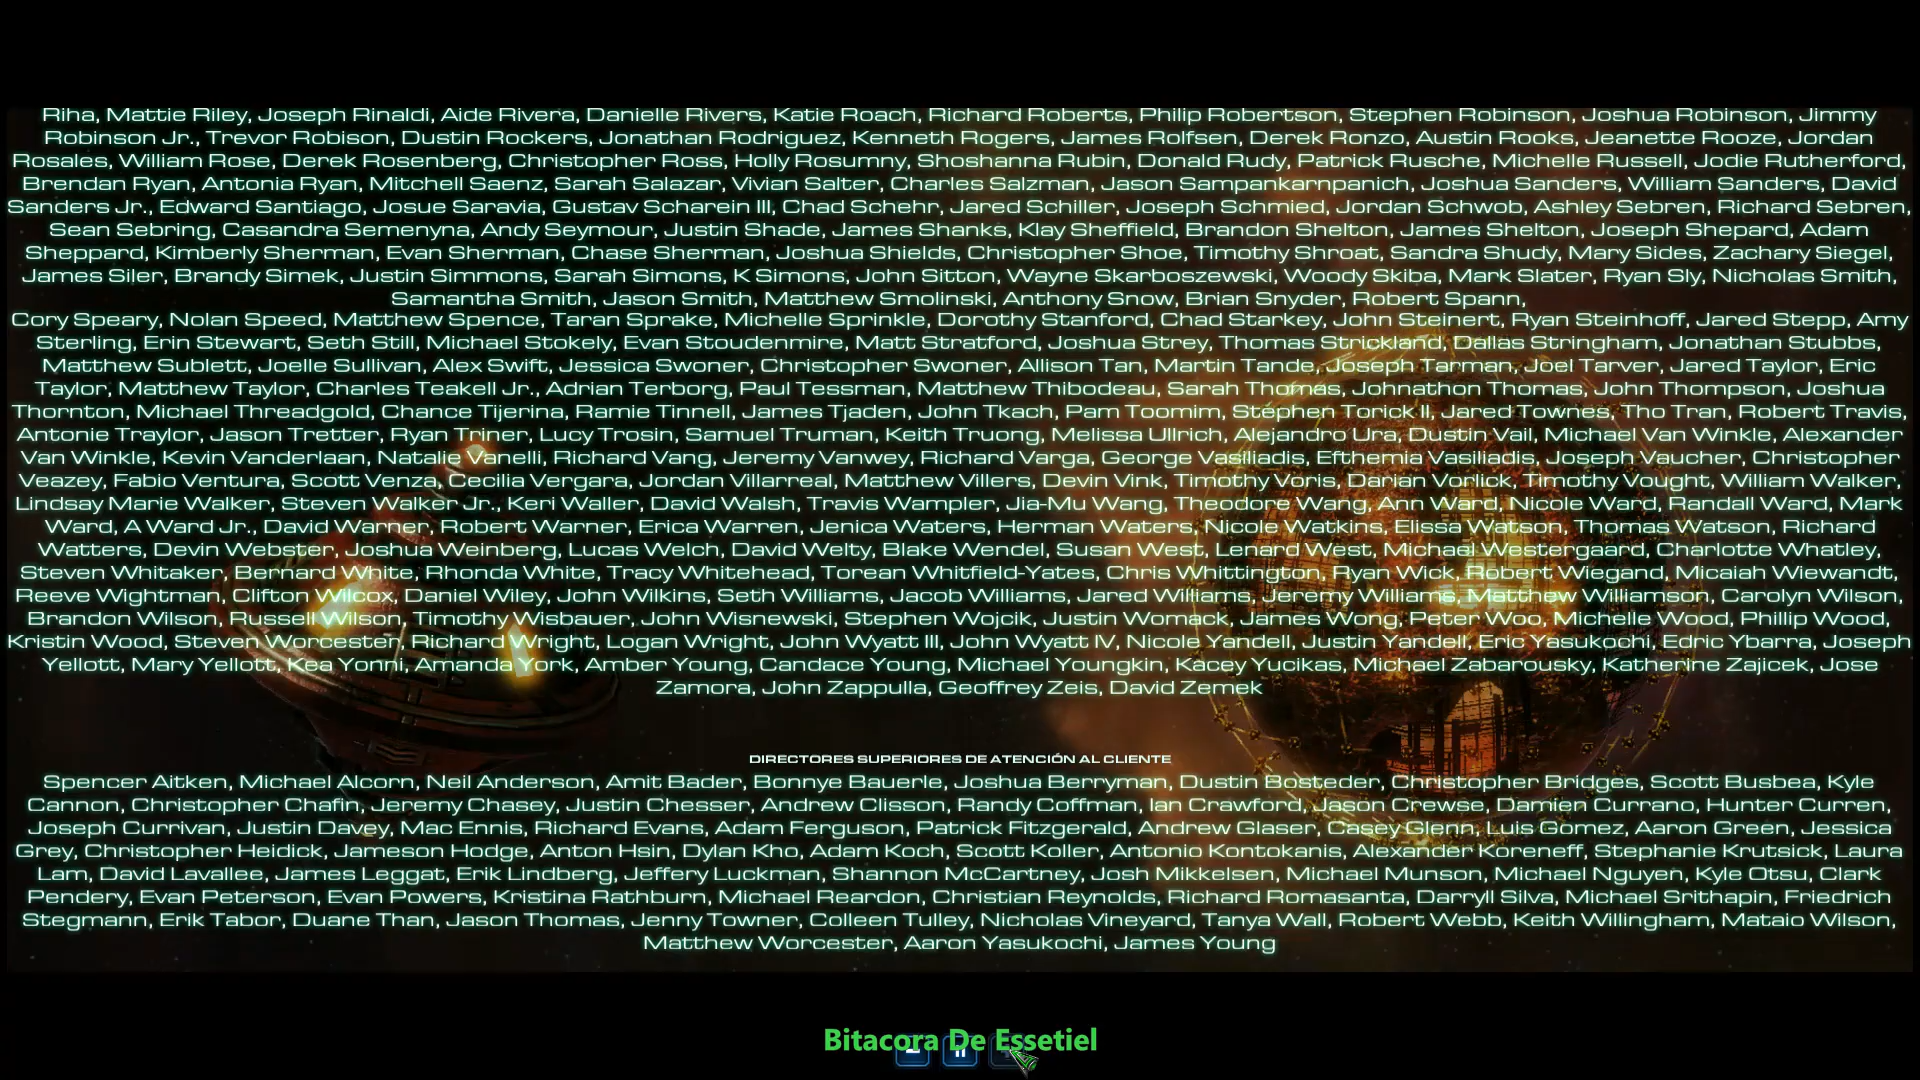 Riha, Mattie Riley, Joseph Rinaldi, Aide Rivera, Danielle Rivers, Katie Roach, Richard Roberts, Philip Robertson, Stephen Robinson, Joshua Robinson, Jimmy
Robinson Jr., Trevor Robison, Dustin Rockers, Jonathan Rodriguez, Kenneth Rogers, James Rolfsen, Derek Ronzo, Austin Rooks, Jeanette Rooze, Jordan
Rosales, William Rose, Derek Rosenberg, Christopher Ross, Holly Rosumny, Shoshanna Rubin, Donald Rudy, Patrick Rusche, Michelle Russell, Jodie Rutherford,
Brendan Ryan, Antonia Ryan, Mitchell Saenz, Sarah Salazar, Vivian Salter, Charles Salzman, Jason Sampankarnpanich, Joshua Sanders, William Sanders, David
Sanders Jr., Edward Santiago, Josue Saravia, Gustav Scharein III, Chad Schehr, Jared Schiller, Joseph Schmied, Jordan Schwob, Ashley Sebren, Richard Sebren,
Sean Sebring, Casandra Semenyna, Andy Seymour, Justin Shade, James Shanks, Klay Sheffield, Brandon Shelton, James Shelton, Joseph Shepard, Adam
Sheppard, Kimberly Sherman, Evan Sherman, Chase Sherman, Joshua Shields, Christopher Shoe, Timothy Shroat, Sandra Shudy, Mary Sides, Zachary Siegel,
James Siler, Brandy Simek, Justin Simmons, Sarah Simons, K Simons, John Sitton, Wayne Skarboszewski, Woody Skiba, Mark Slater, Ryan Sly, Nicholas Smith,
Samantha Smith, Jason Smith, Matthew Smolinski, Anthony Snow, Brian Snyder, Robert Spann,
Cory Speary, Nolan Speed, Matthew Spence, Taran Sprake, Michelle Sprinkle, Dorothy Stanford, Chad Starkey, John Steinert, Ryan Steinhoff, Jared Stepp, Amy
Sterling, Erin Stewart, Seth Still, Michael Stokely, Evan Stoudenmire, Matt Stratford, Joshua Strey, Thomas Strickland, Dallas Stringham, Jonathan Stubbs,
Matthew Sublett, Joelle Sullivan, Alex Swift, Jessica Swoner, Christopher Swoner, Allison Tan, Martin Tande, Joseph Tarman, Joel Tarver, Jared Taylor, Eric
Taylor, Matthew Taylor, Charles Teakell Jr., Adrian Terborg, Paul Tessman, Matthew Thibodeau, Sarah Thomas, Johnathon Thomas, John Thompson, Joshua
Thornton, Michael Threadgold, Chance Tijerina, Ramie Tinnell, James Tjaden, John Tkach, Pam Toomim, Stephen Torick II, Jared Townes, Tho Tran, Robert Travis,
Antonie Traylor, Jason Tretter, Ryan Triner, Lucy Trosin, Samuel Truman, Keith Truong, Melissa Ullrich, Alejandro Ura, Dustin Vail, Michael Van Winkle, Alexander
Van Winkle, Kevin Vanderlaan, Natalie Vanelli, Richard Vang, Jeremy Vanwey, Richard Varga, George Vasiliadis, Efthemia Vasiliadis, Joseph Vaucher, Christopher
Veazey, Fabio Ventura, Scott Venza, Cecilia Vergara, Jordan Villarreal, Matthew Villers, Devin Vink, Timothy Voris, Darian Vorlick, Timothy Vought, William Walker,
Lindsay Marie Walker, Steven Walker Jr., Keri Waller, David Walsh, Travis Wampler, Jia-Mu Wang, Theodore Wang, Ann Ward, Nicole Ward, Randall Ward, Mark
Ward, A Ward Jr., David Warner, Robert Warner, Erica Warren, Jenica Waters, Herman Waters, Nicole Watkins, Elissa Watson, Thomas Watson, Richard
Watters, Devin Webster, Joshua Weinberg, Lucas Welch, David Welty, Blake Wendel, Susan West, Lenard West, Michael Westergaard, Charlotte Whatley,
Steven Whitaker, Bernard White, Rhonda White, Tracy Whitehead, Torean Whitfield-Yates, Chris Whittington, Ryan Wick, Robert Wiegand, Micaiah Wiewandt,
Reeve Wightman, Clifton Wilcox, Daniel Wiley, John Wilkins, Seth Williams, Jacob Williams, Jared Williams, Jeremy Williams, Matthew Williamson, Carolyn Wilson,
Brandon Wilson, Russell Wilson, Timothy Wisbauer, John Wisnewski, Stephen Wojcik, Justin Womack, James Wong, Peter Woo, Michelle Wood, Phillip Wood,
Kristin Wood, Steven Worcester, Richard Wright, Logan Wright, John Wyatt III, John Wyatt IV, Nicole Yandell, Justin Yandell, Eric Yasukochi, Edric Ybarra, Joseph
Yellott, Mary Yellott, Kea Yonni, Amanda York, Amber Young, Candace Young, Michael Youngkin, Kacey Yucikas, Michael Zabarousky, Katherine Zajicek, Jose
Zamora, John Zappulla, Geoffrey Zeis, David Zemek
DIRECTORES SUPERIORES DE ATENCIÓN AL CLIENTE
Spencer Aitken, Michael Alcorn, Neil Anderson, Amit Bader, Bonnye Bauerle, Joshua Berryman, Dustin Bosteder, Christopher Bridges, Scott Busbea, Kyle
Cannon, Christopher Chafin, Jeremy Chasey, Justin Chesser, Andrew Clisson, Randy Coffman, Ian Crawford, Jason Crewse, Damien Currano, Hunter Curren,
Joseph Currivan, Justin Davey, Mac Ennis, Richard Evans, Adam Ferguson, Patrick Fitzgerald, Andrew Glaser, Casey Glenn, Luis Gomez, Aaron Green, Jessica
Grey, Christopher Heidick, Jameson Hodge, Anton Hsin, Dylan Kho, Adam Koch, Scott Koller, Antonio Kontokanis, Alexander Koreneff, Stephanie Krutsick, Laura
Lam, David Lavallee, James Leggat, Erik Lindberg, Jeffery Luckman, Shannon McCartney, Josh Mikkelsen, Michael Munson, Michael Nguyen, Kyle Otsu, Clark
Pendery, Evan Peterson, Evan Powers, Kristina Rathburn, Michael Reardon, Christian Reynolds, Richard Romasanta, Darryll Silva, Michael Srithapin, Friedrich
Stegmann, Erik Tabor, Duane Than, Jason Thomas, Jenny Towner, Colleen Tulley, Nicholas Vineyard, Tanya Wall, Robert Webb, Keith Willingham, Mataio Wilson,
Matthew Worcester, Aaron Yasukochi, James Young
Bitacora De Essetiel